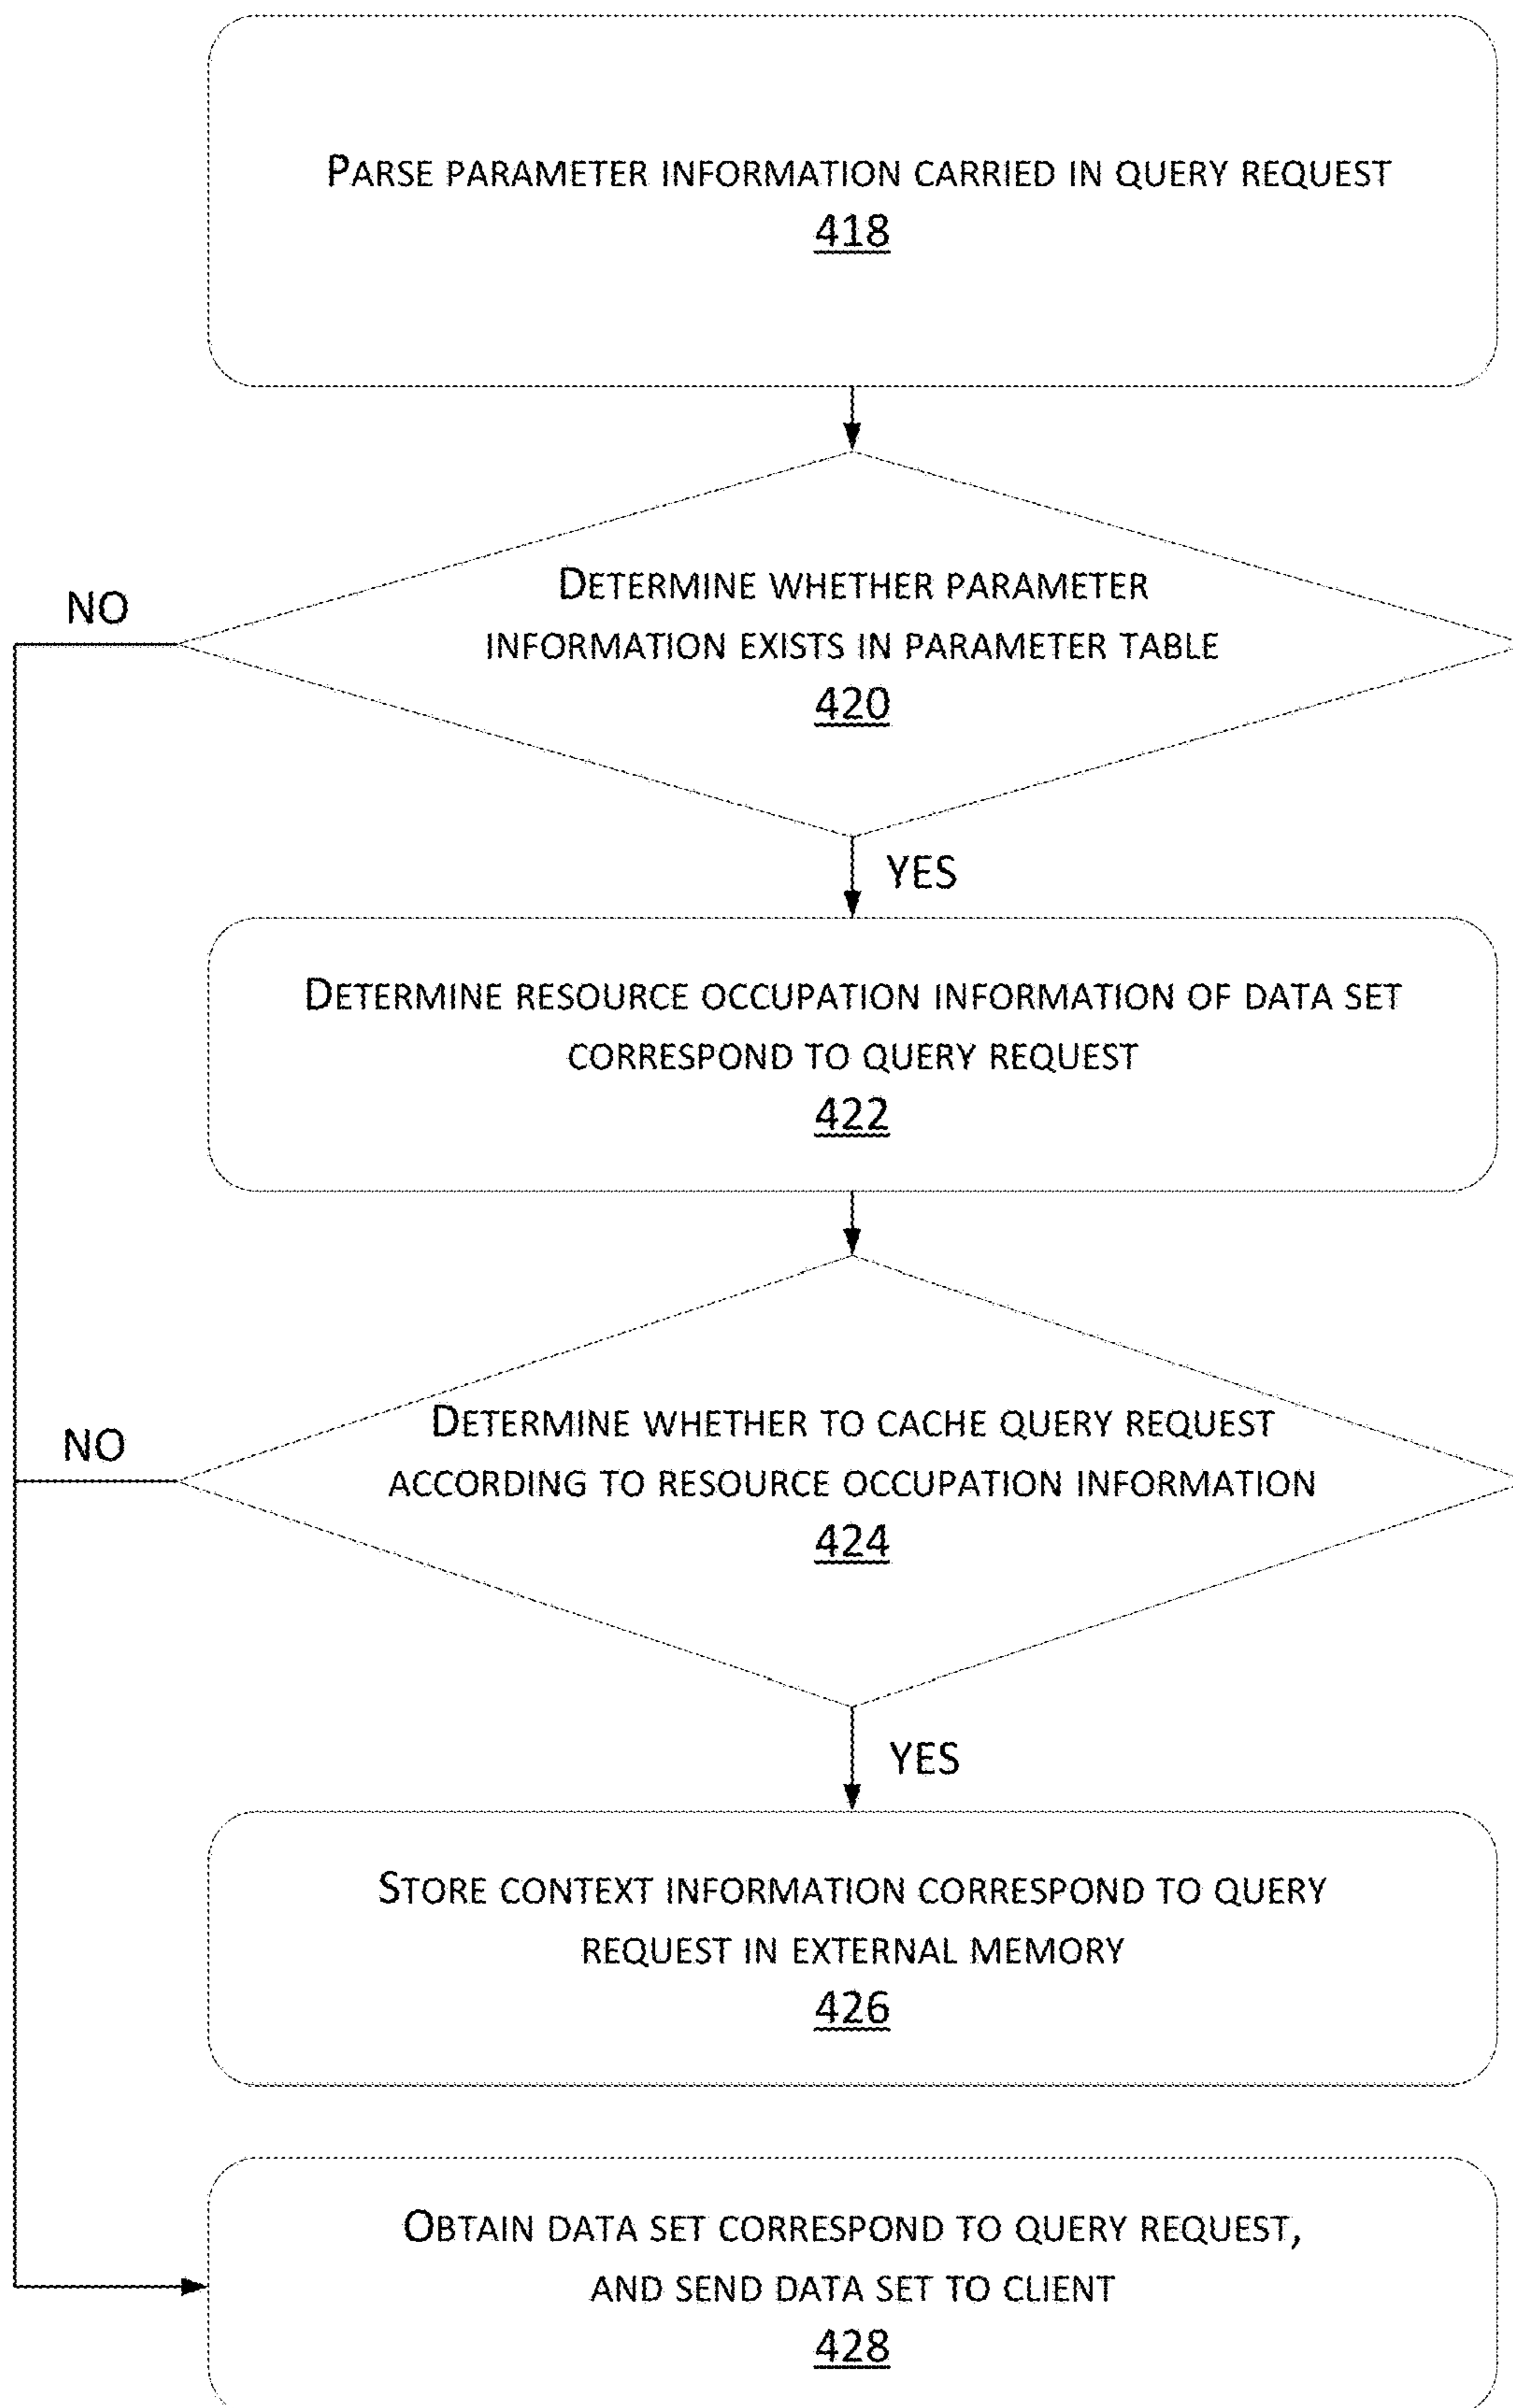 PARSE PARAMETER INFORMATION CARRIED IN QUERY REQUEST
418
DETERMINE WHETHER PARAMETER
INFORMATION EXISTS IN PARAMETER TABLE
420
NO
YES
DETERMINE RESOURCE OCCUPATION INFORMATION OF DATA SET
CORRESPOND TO QUERY REQUEST
422
DETERMINE WHETHER TO CACHE QUERY REQUEST
ACCORDING TO RESOURCE OCCUPATION INFORMATION
424
NO
YES
STORE CONTEXT INFORMATION CORRESPOND TO QUERY
REQUEST IN EXTERNAL MEMORY
426
OBTAIN DATA SET CORRESPOND TO QUERY REQUEST,
AND SEND DATA SET TO CLIENT
428